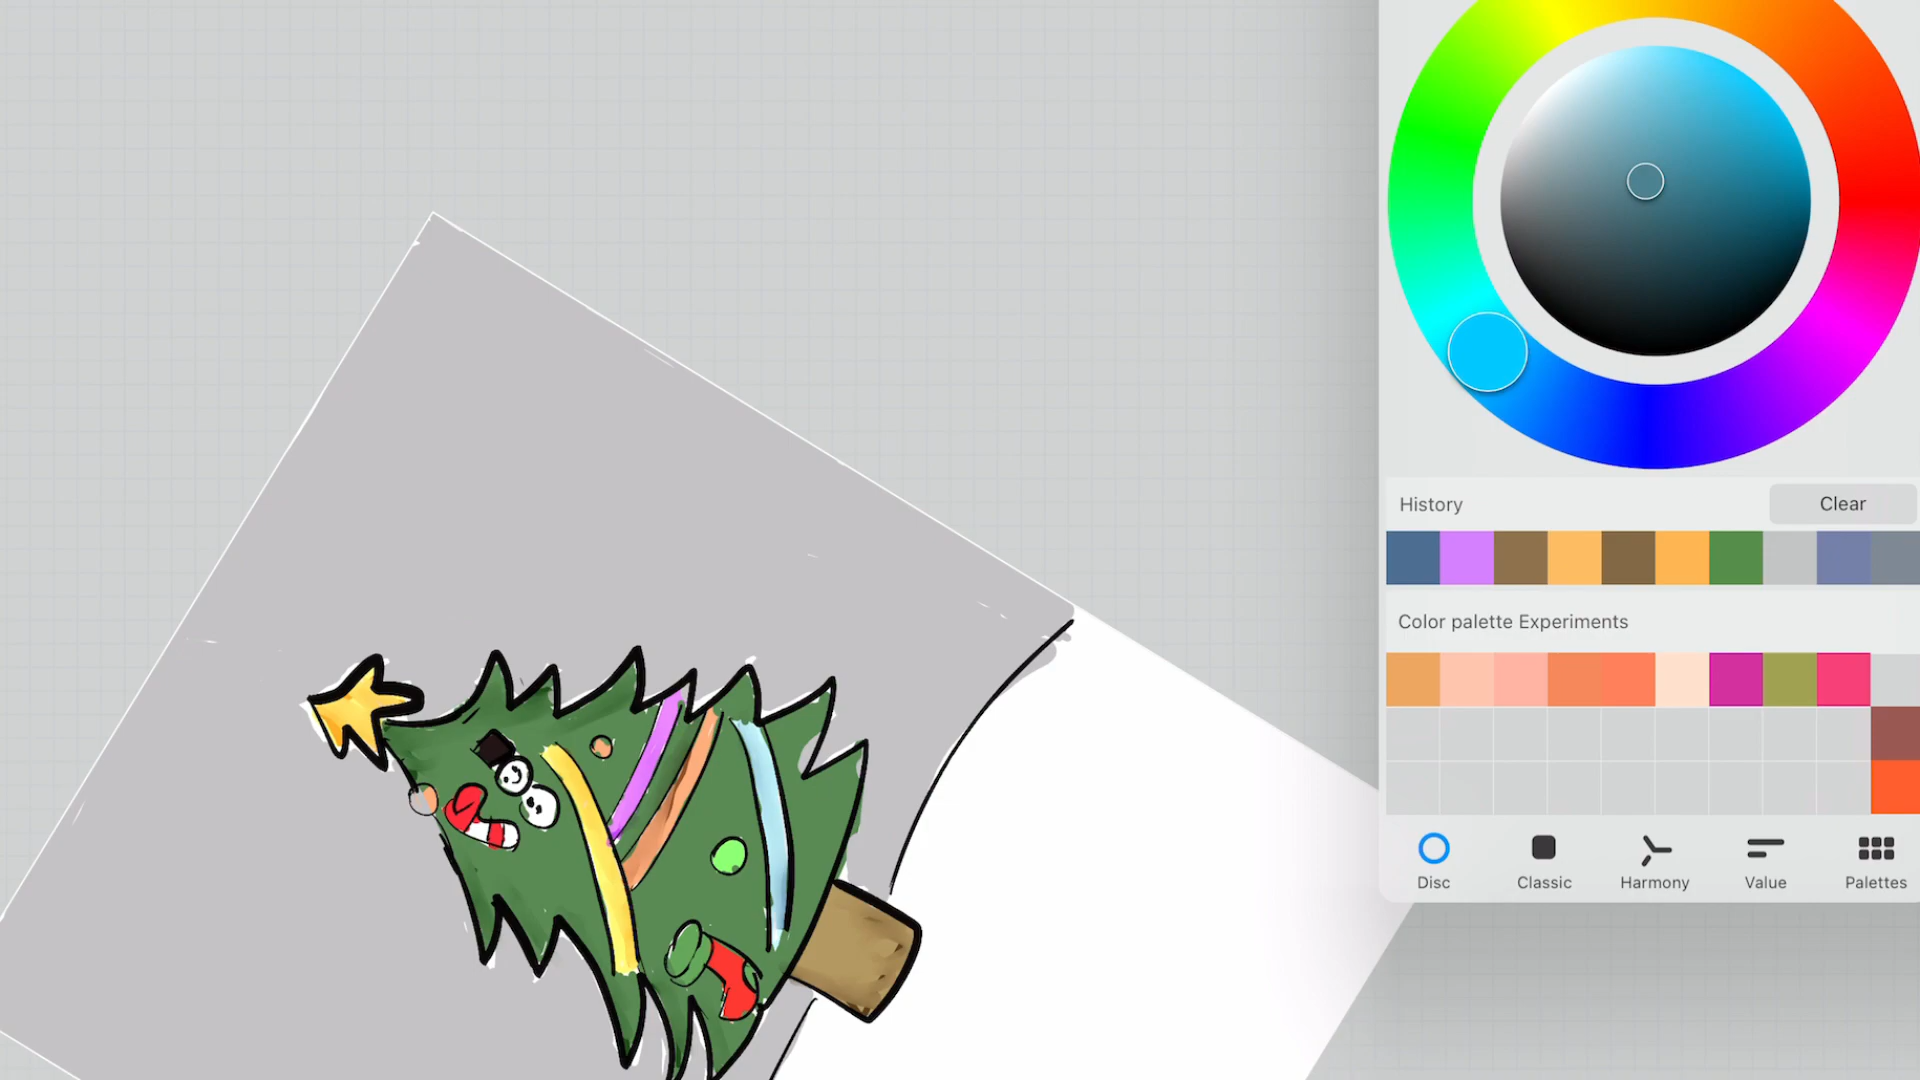 History
Clear
Color palette Experiments
Disc
Classic
Harmony
Value
Palettes